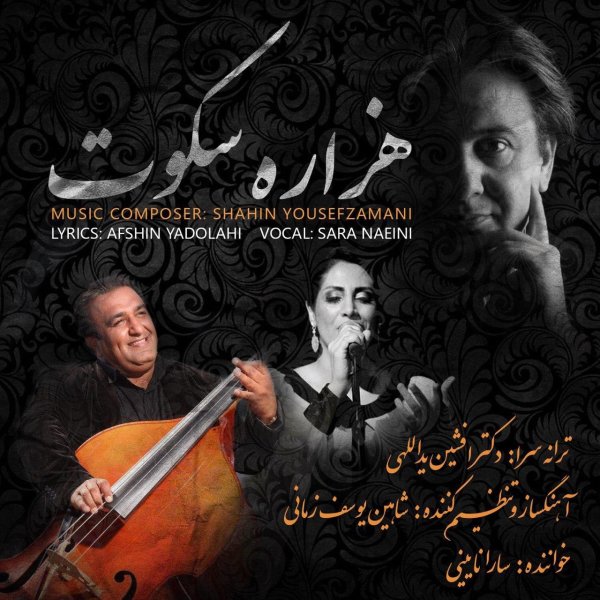 هزاره سکوت
MUSIC COMPOSER: SHAHIN YOUSEFZAMANI
LYRICS: AFSHIN YADOLAHI VOCAL: SARA NAEINI
ترانه سرا: دکتر افشین یداللهی
آهنگساز و تنظیم کننده: شاهین یوسف زمانی
خواننده: سارا نایینی